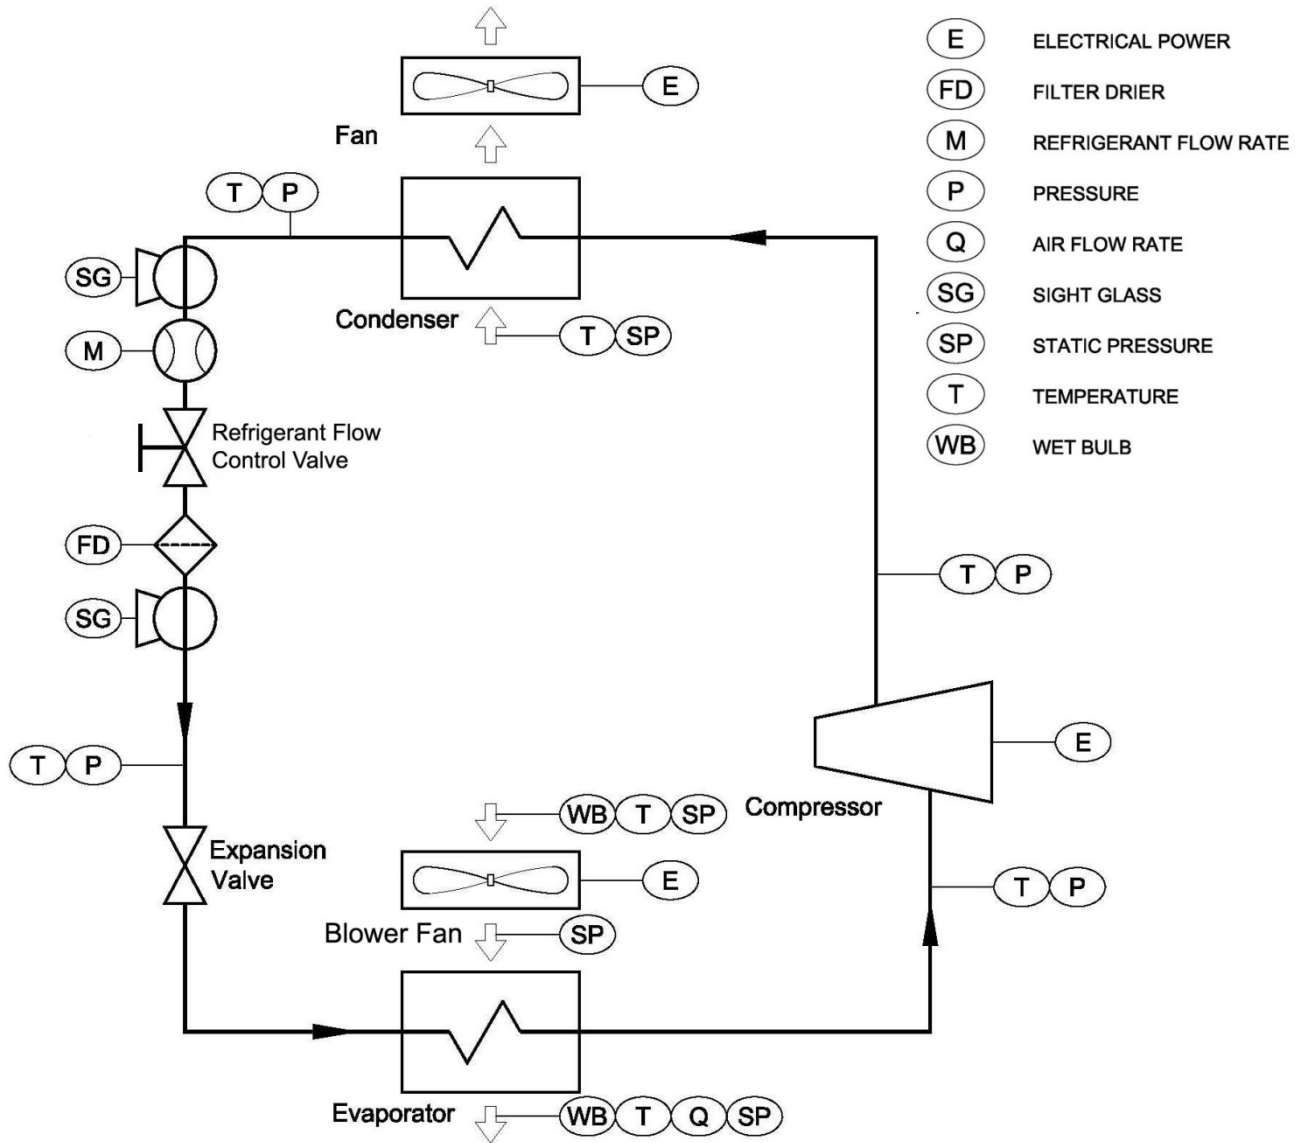 E ELECTRICAL POWER
FD FILTER DRIER
M REFRIGERANT FLOW RATE
P PRESSURE
Q AIR FLOW RATE
SG SIGHT GLASS
SP STATIC PRESSURE
T TEMPERATURE
WB WET BULB
E
Fan
T P
SG
Condenser
T SP
M
Refrigerant Flow
Control Valve
FD
T P
SG
E
T P
Compressor
WB T SP
Expansion
Valve
E
T P
Blower Fan
SP
Evaporator
WB T Q SP